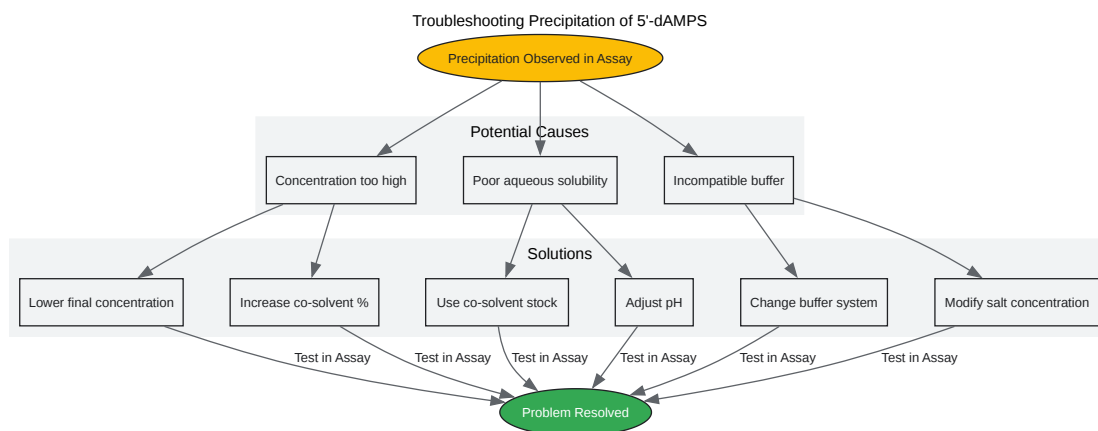 Troubleshooting Precipitation of 5'-dAMPS
Precipitation Observed in Assay
Potential Causes
Concentration too high
Poor aqueous solubility
Incompatible buffer
Solutions
Lower final concentration
Increase co-solvent %
Use co-solvent stock
Adjust pH
Change buffer system
Modify salt concentration
Test in Assay
Test in Assay
Test in Assay
Test in Assay
Test in Assay
Test in Assay
Problem Resolved